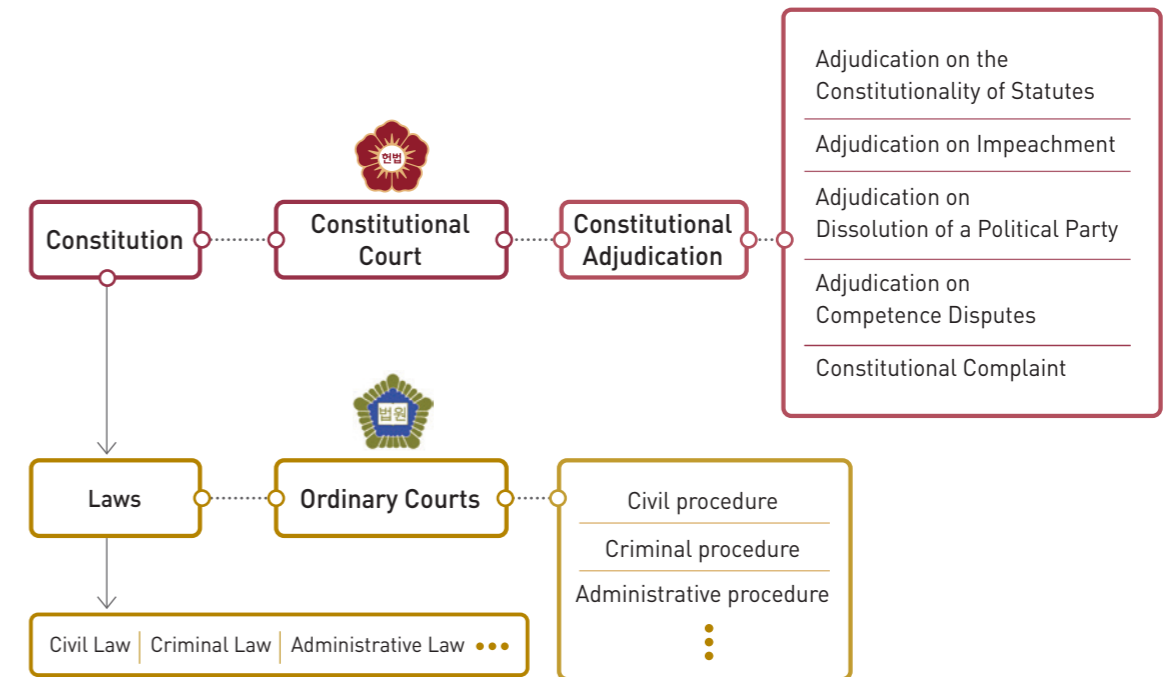 Adjudication on the
Constitutionality of Statutes
Adjudication on Impeachment
Adjudication on
Dissolution of a Political Party
Adjudication on
Competence Disputes
Constitutional Complaint
헌법
Constitution
Constitutional
Court
Constitutional
Adjudication
법원
Laws
Ordinary Courts
Civil procedure
Criminal procedure
Administrative procedure
Civil Law
Criminal Law
Administrative Law